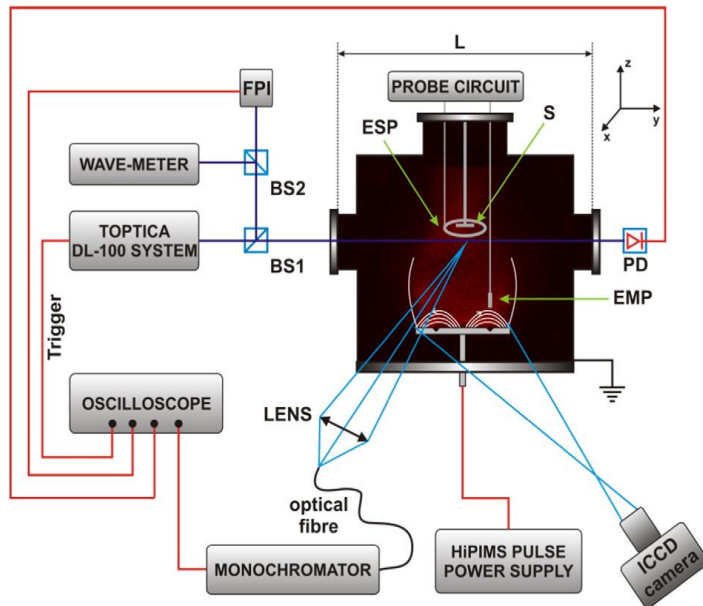 L
z
y
x
FPI
PROBE CIRCUIT
ESP
S
WAVE-METER
BS2
TOPTICA
DL-100 SYSTEM
BS1
PD
EMP
Trigger
OSCILLOSCOPE
LENS
optical
fibre
MONOCHROMATOR
HiPIMS PULSE
POWER SUPPLY
ICCD
camera